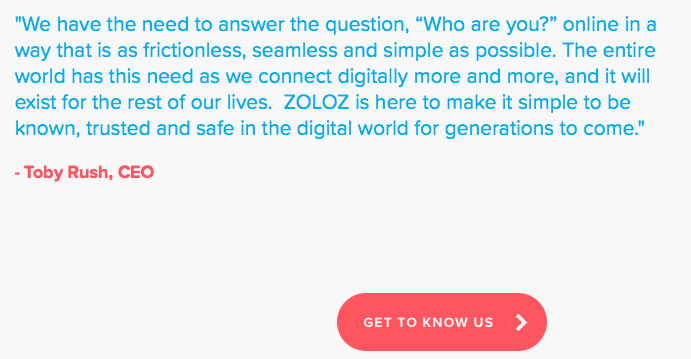 "We have the need to answer the question, “Who are you?” online in a
way that is as frictionless, seamless and simple as possible. The entire
world has this need as we connect digitally more and more, and it will
exist for the rest of our lives.  ZOLOZ is here to make it simple to be
known, trusted and safe in the digital world for generations to come."
- Toby Rush, CEO
GET TO KNOW US